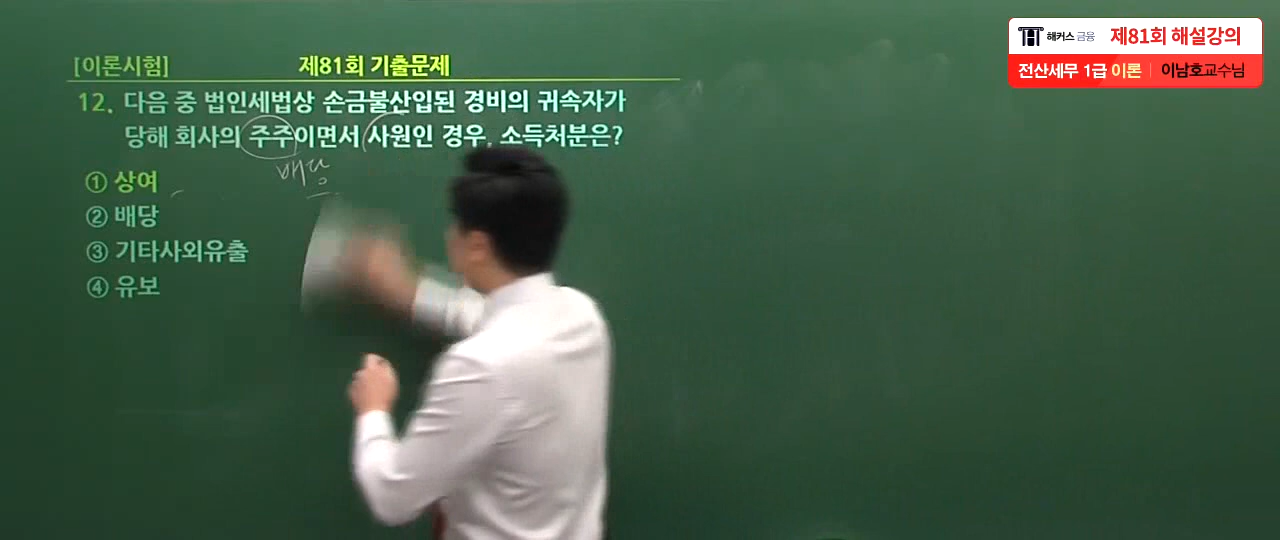 [이론시험] 제81회 기출문제
12. 다음 중 법인세법상 손금불산입된 경비의 귀속자가
당해 회사의 주주이면서 사원인 경우, 소득처분은?
배당
① 상여
② 배당
③ 기타사외유출
④ 유보
해커스 금융 제81회 해설강의
전산세무 1급 이론 | 이남호교수님